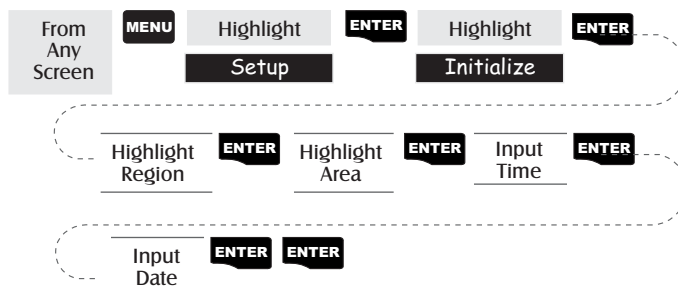 From Any Screen
MENU
Highlight Setup
ENTER
Highlight Initialize
ENTER
Highlight Region
ENTER
Highlight Area
ENTER
Input Time
ENTER
Input Date
ENTER
ENTER